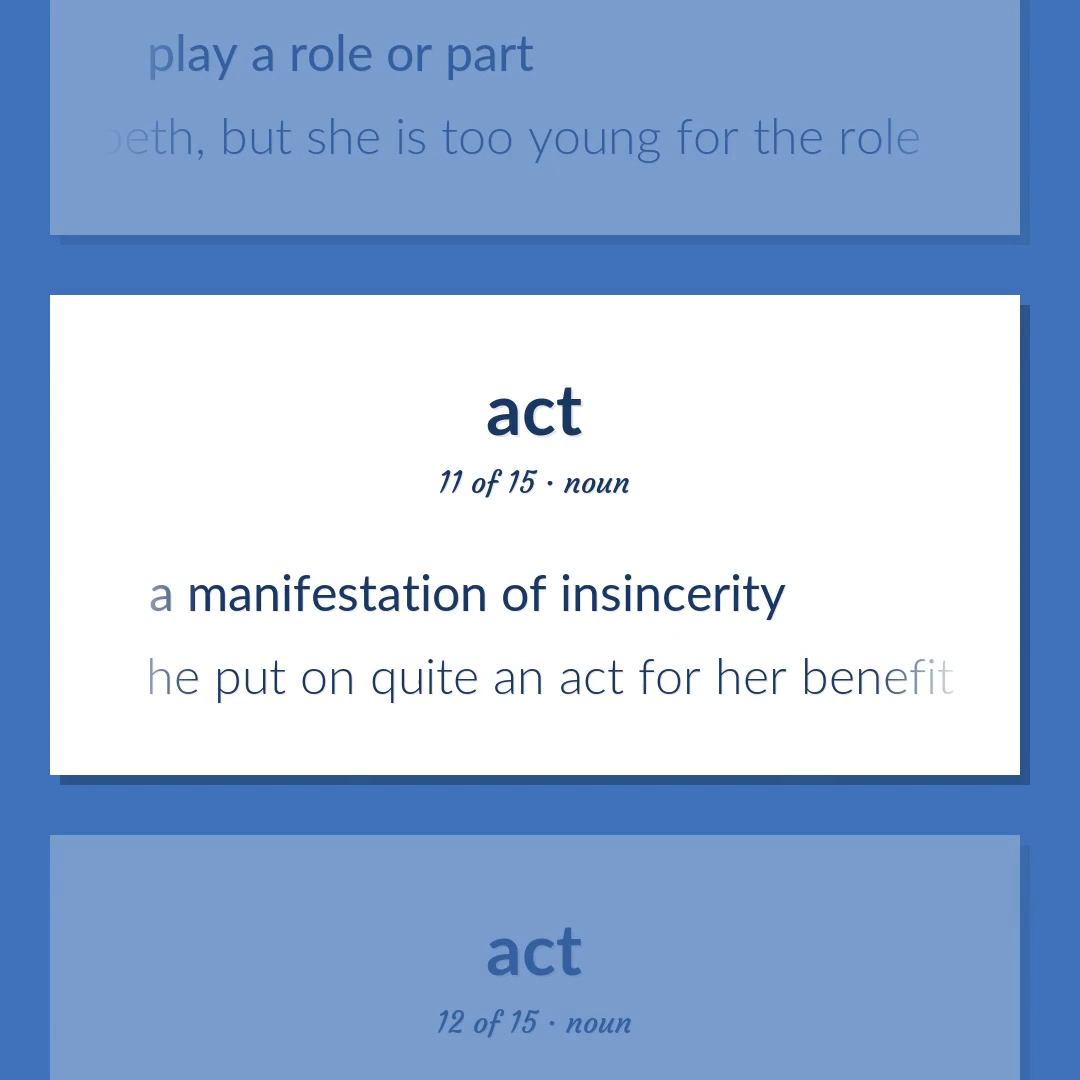 play a role or part
but she is too young for the role
act
11 of 15 · noun
a manifestation of insincerity
he put on quite an act for her benefit
act
12 of 15 · noun